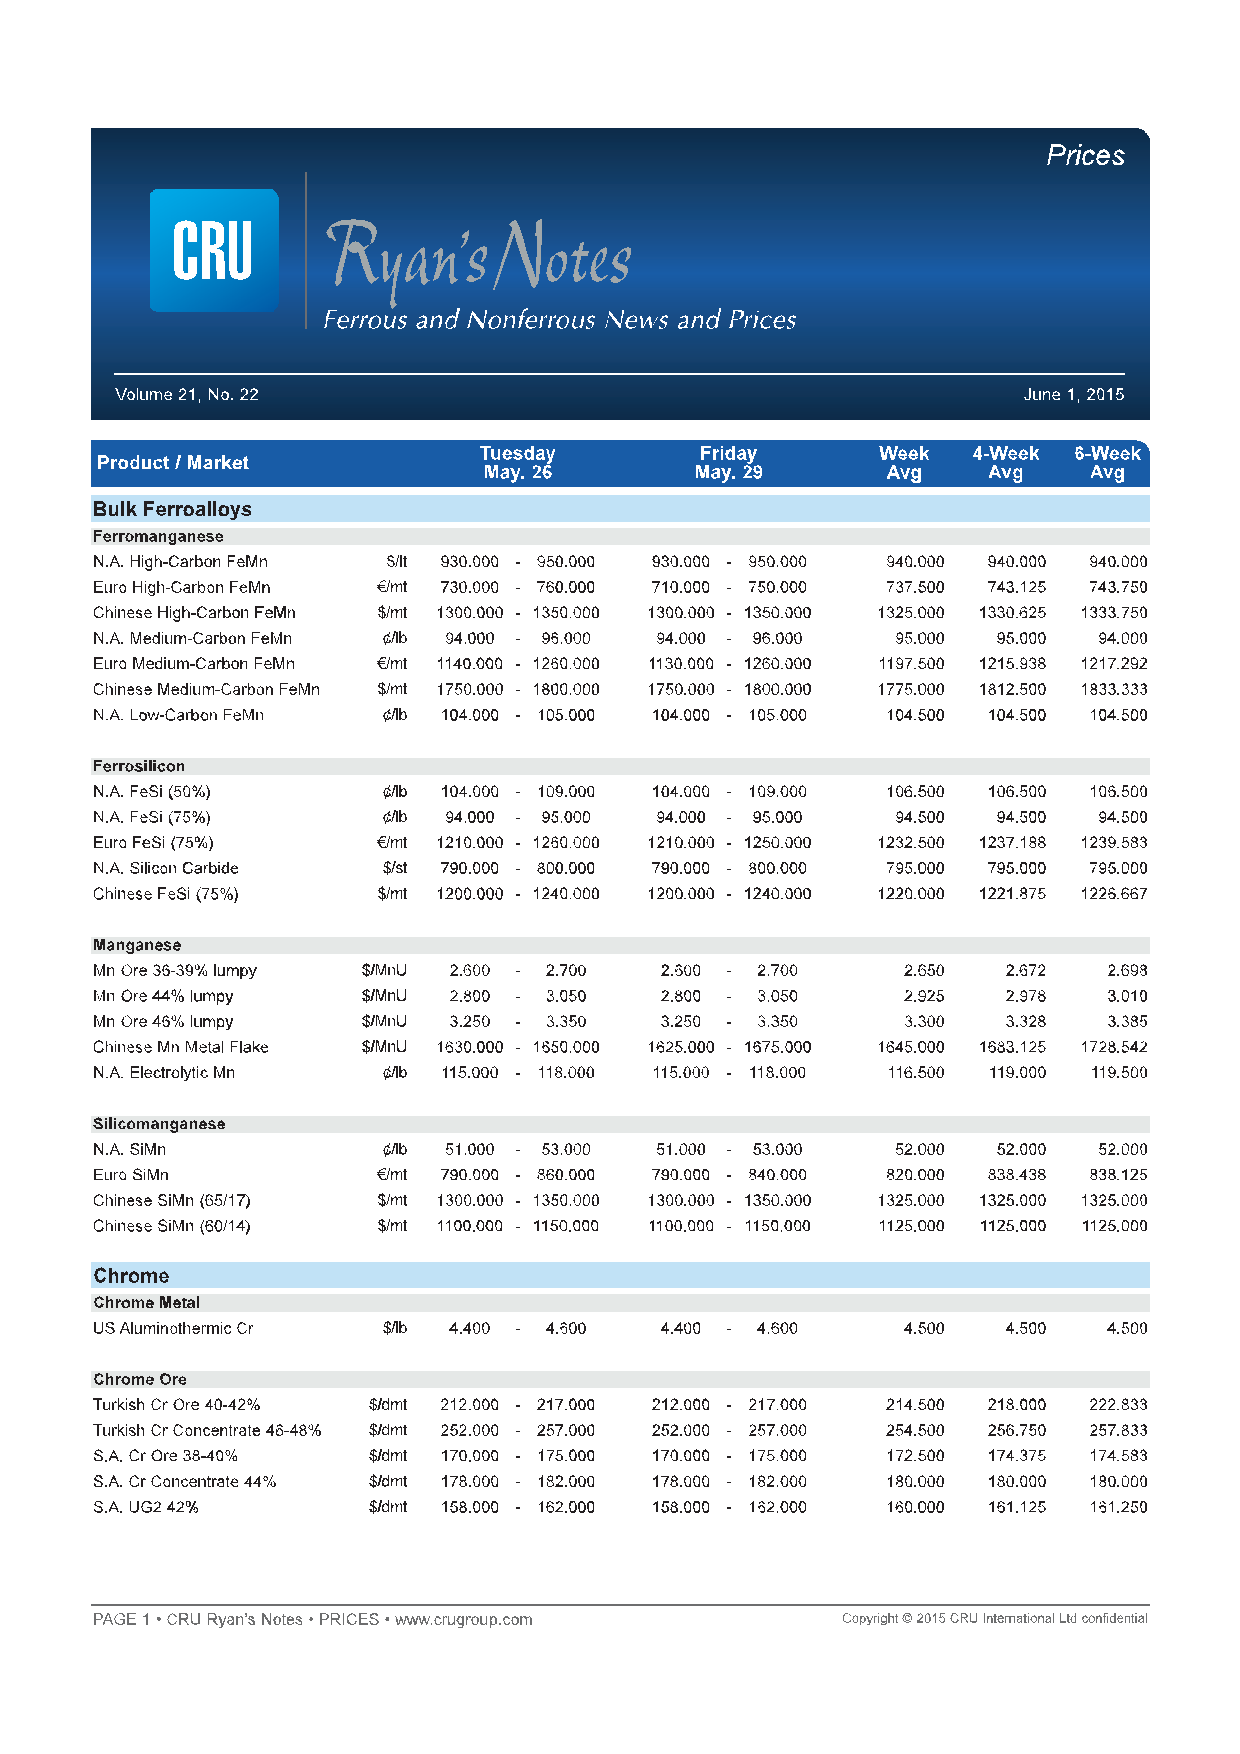 Prices
CRU
Ryan's Notes
Ferrous and Nonferrous News and Prices
Volume 21, No. 22 June 1, 2015
Product / Market Tuesday May. 26 Friday May. 29 Week Avg 4-Week Avg 6-Week Avg
Bulk Ferroalloys
Ferromanganese
N.A. High-Carbon FeMn $/lt 930.000 - 950.000 930.000 - 950.000 940.000 940.000 940.000
Euro High-Carbon FeMn €/mt 730.000 - 760.000 710.000 - 750.000 737.500 743.125 743.750
Chinese High-Carbon FeMn $/mt 1300.000 - 1350.000 1300.000 - 1350.000 1325.000 1330.625 1333.750
N.A. Medium-Carbon FeMn ¢/lb 94.000 - 96.000 94.000 - 96.000 95.000 95.000 94.000
Euro Medium-Carbon FeMn €/mt 1140.000 - 1260.000 1130.000 - 1260.000 1197.500 1215.938 1217.292
Chinese Medium-Carbon FeMn $/mt 1750.000 - 1800.000 1750.000 - 1800.000 1775.000 1812.500 1833.333
N.A. Low-Carbon FeMn ¢/lb 104.000 - 105.000 104.000 - 105.000 104.500 104.500 104.500
Ferrosilicon
N.A. FeSi (50%) ¢/lb 104.000 - 109.000 104.000 - 109.000 106.500 106.500 106.500
N.A. FeSi (75%) ¢/lb 94.000 - 95.000 94.000 - 95.000 94.500 94.500 94.500
Euro FeSi (75%) €/mt 1210.000 - 1260.000 1210.000 - 1250.000 1232.500 1237.188 1239.583
N.A. Silicon Carbide $/st 790.000 - 800.000 790.000 - 800.000 795.000 795.000 795.000
Chinese FeSi (75%) $/mt 1200.000 - 1240.000 1200.000 - 1240.000 1220.000 1221.875 1226.667
Manganese
Mn Ore 36-39% lumpy $/MnU 2.600 - 2.700 2.600 - 2.700 2.650 2.672 2.698
Mn Ore 44% lumpy $/MnU 2.800 - 3.050 2.800 - 3.050 2.925 2.978 3.010
Mn Ore 46% lumpy $/MnU 3.250 - 3.350 3.250 - 3.350 3.300 3.328 3.385
Chinese Mn Metal Flake $/MnU 1630.000 - 1650.000 1625.000 - 1675.000 1645.000 1683.125 1728.542
N.A. Electrolytic Mn ¢/lb 115.000 - 118.000 115.000 - 118.000 116.500 119.000 119.500
Silicomanganese
N.A. SiMn ¢/lb 51.000 - 53.000 51.000 - 53.000 52.000 52.000 52.000
Euro SiMn €/mt 790.000 - 860.000 790.000 - 840.000 820.000 838.438 838.125
Chinese SiMn (65/17) $/mt 1300.000 - 1350.000 1300.000 - 1350.000 1325.000 1325.000 1325.000
Chinese SiMn (60/14) $/mt 1100.000 - 1150.000 1100.000 - 1150.000 1125.000 1125.000 1125.000
Chrome
Chrome Metal
US Aluminothermic Cr $/lb 4.400 - 4.600 4.400 - 4.600 4.500 4.500 4.500
Chrome Ore
Turkish Cr Ore 40-42% $/dmt 212.000 - 217.000 212.000 - 217.000 214.500 218.000 222.833
Turkish Cr Concentrate 46-48% $/dmt 252.000 - 257.000 252.000 - 257.000 254.500 256.750 257.833
S.A. Cr Ore 38-40% $/dmt 170.000 - 175.000 170.000 - 175.000 172.500 174.375 174.583
S.A. Cr Concentrate 44% $/dmt 178.000 - 182.000 178.000 - 182.000 180.000 180.000 180.000
S.A. UG2 42% $/dmt 158.000 - 162.000 158.000 - 162.000 160.000 161.125 161.250
PAGE 1 • CRU Ryan's Notes • PRICES • www.crugroup.com Copyright © 2015 CRU International Ltd confidential